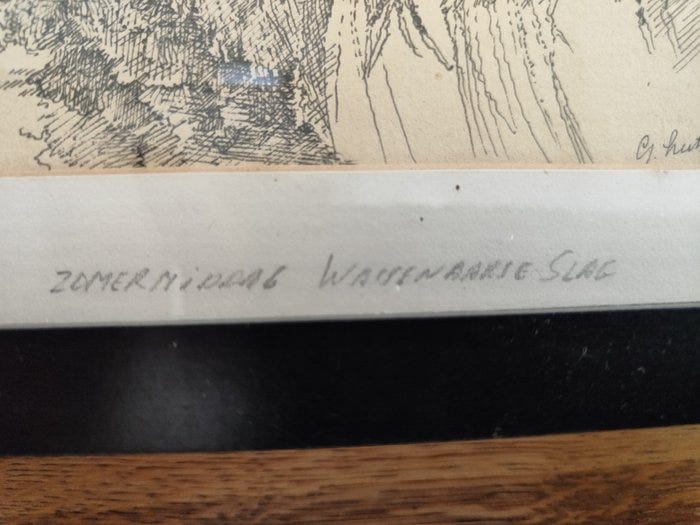 G.
ZOMERMiDDAG WASSENAARSE SLAG